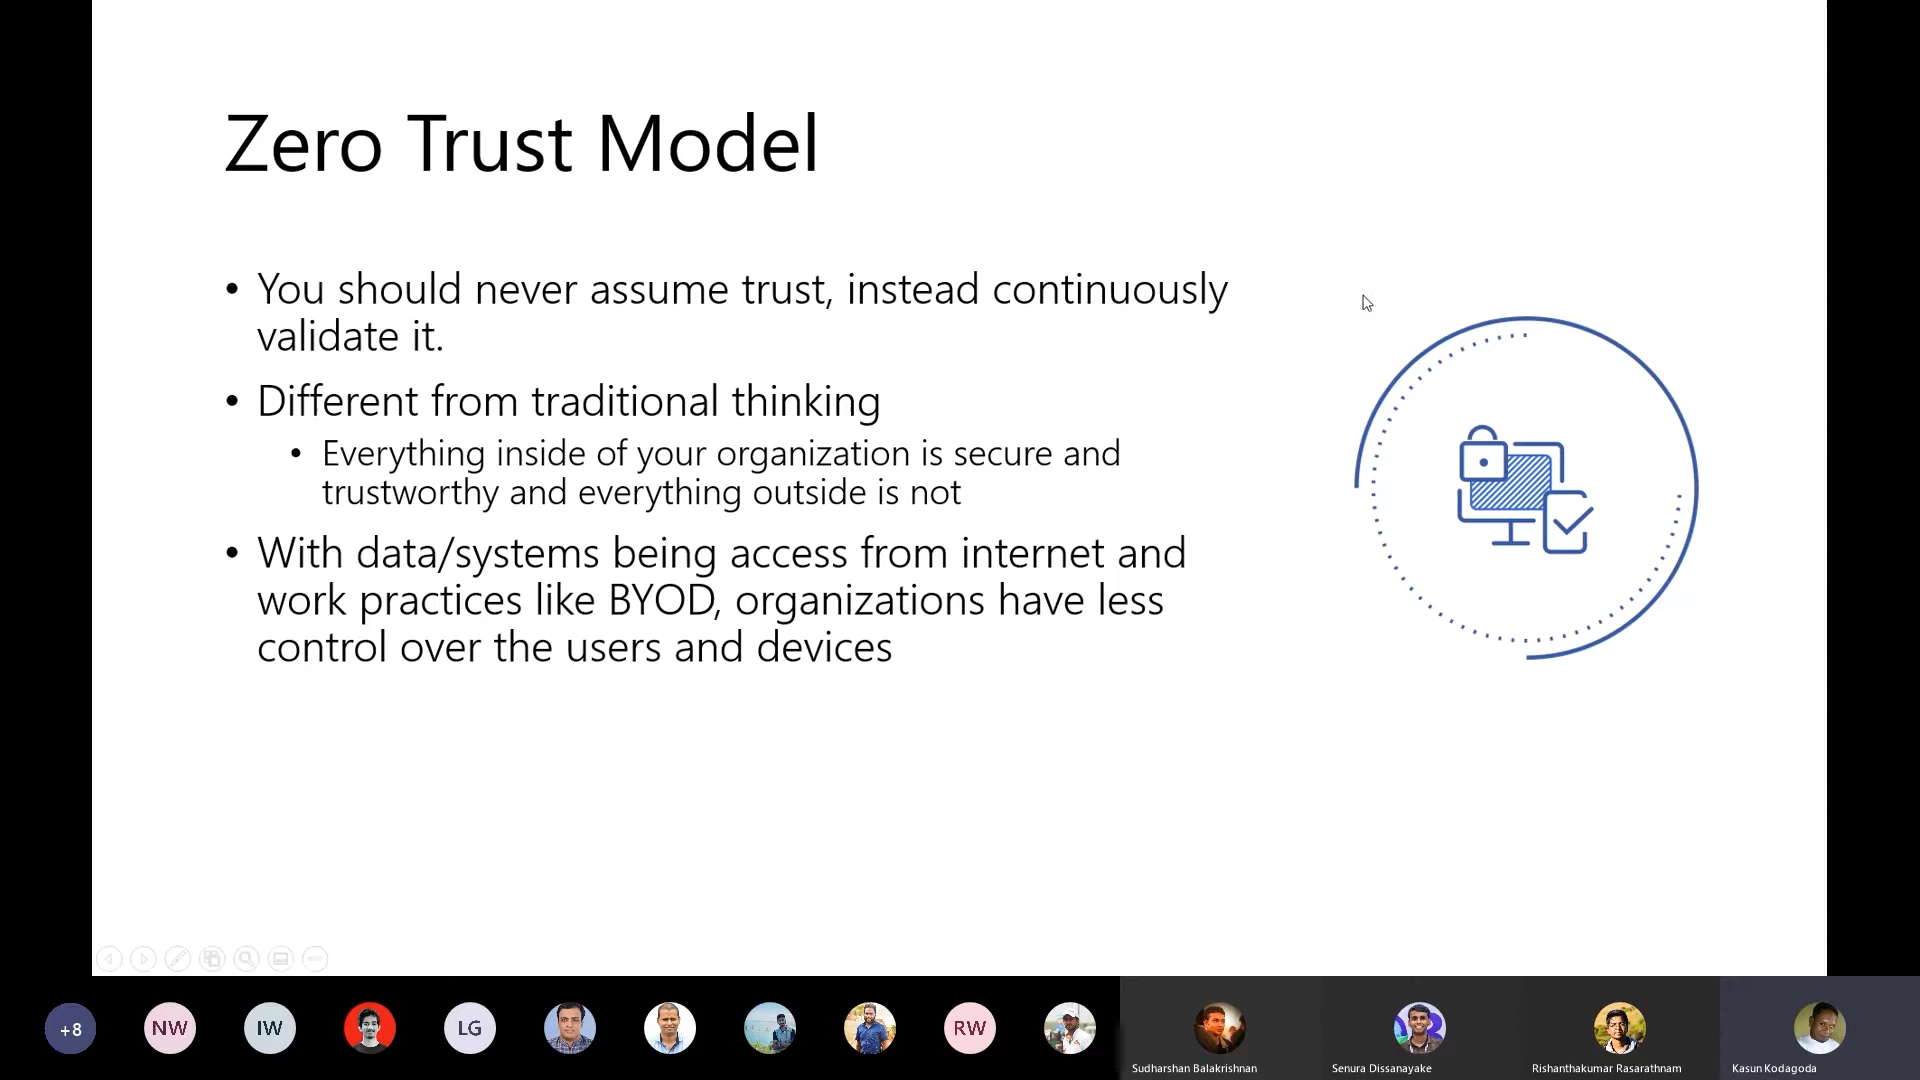 Zero Trust Model
• You should never assume trust, instead continuously
validate it.
• Different from traditional thinking
• Everything inside of your organization is secure and
trustworthy and everything outside is not
• With data/systems being access from internet and
work practices like BYOD, organizations have less
control over the users and devices
+8
NW
IW
LG
RW
Sudharshan Balakrishnan
Senura Dissanayake
Rishanthakumar Rasarathnam
Kasun Kodagoda